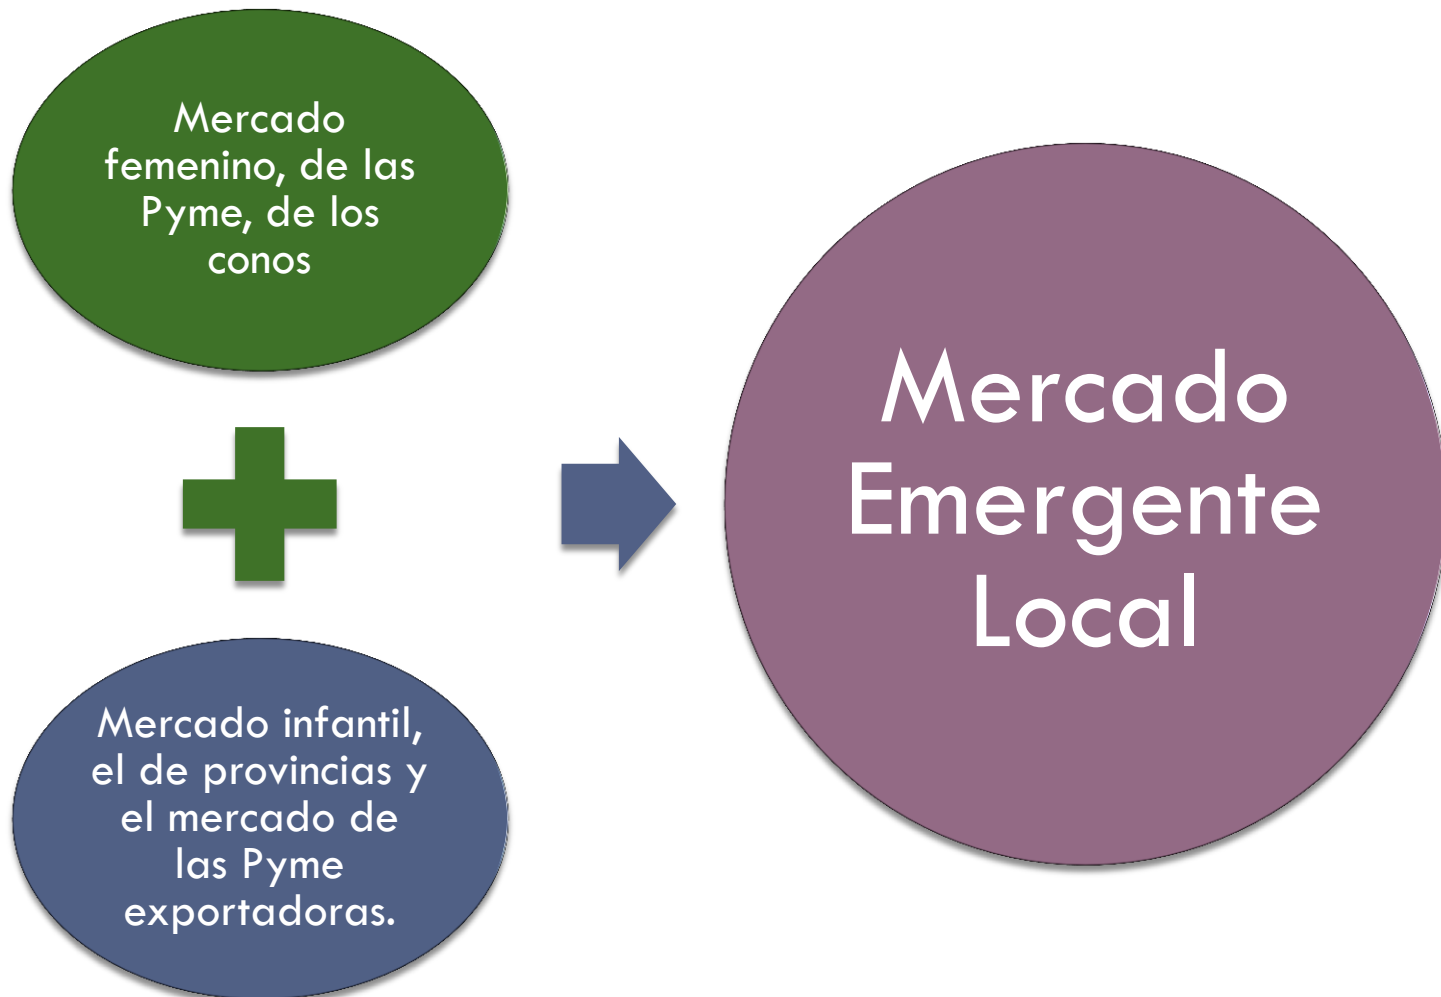 Mercado
femenino, de las
Pyme, de los
conos
Mercado infantil,
el de provincias y
el mercado de
las Pyme
exportadoras.
Mercado
Emergente
Local